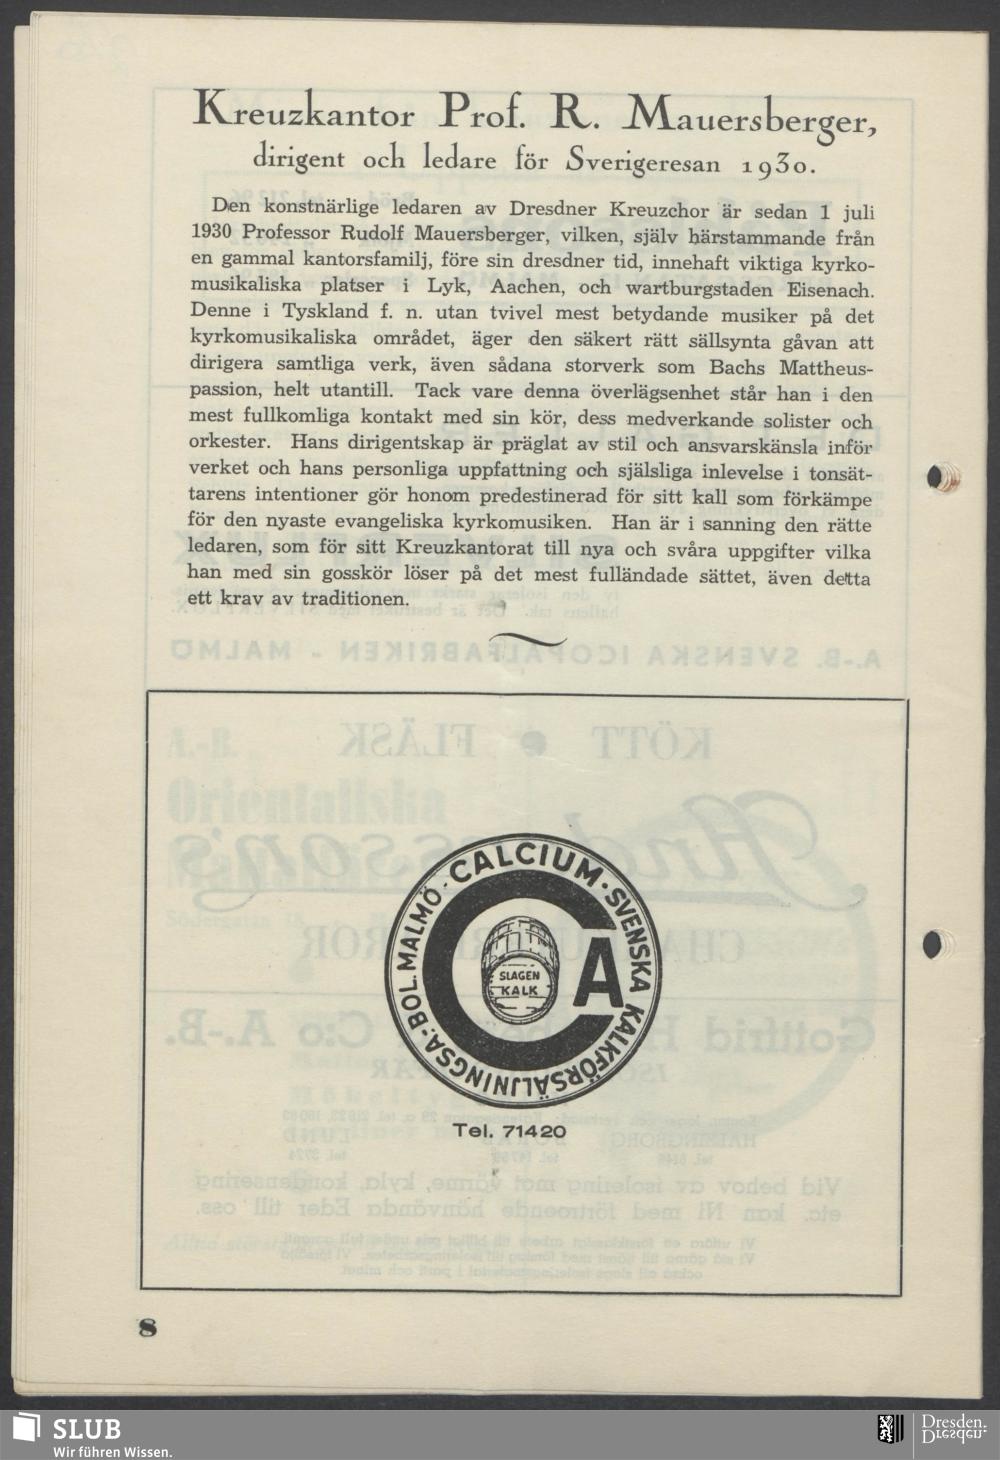 Kreuzkantor Prof. R. Mauersberger,
dirigent och ledare för Sverigeresan 1930.
Den konstnärlige ledaren av Dresdner Kreuzchor är sedan 1 juli
1930 Professor Rudolf Mauersberger, vilken, själv härstammande från
en gammal kantorsfamilj, före sin dresdner tid, innehaft viktiga kyrko-
musikaliska platser i Lyk, Aachen, och wartburgstaden Eisenach.
Denne i Tyskland f. n. utan tvivel mest betydande musiker på det
kyrkomusikaliska området, äger den säkert rätt sällsynta gåvan att
dirigera samtliga verk, även sådana storverk som Bachs Mattheus-
passion, helt utantill. Tack vare denna överlägsenhet står han i den
mest fullkomliga kontakt med sin kör, dess medverkande solister och
orkester. Hans dirigentskap är präglat av stil och ansvarskänsla inför
verket och hans personliga uppfattning och själsliga inlevelse i tonsät-
tarens intentioner gör honom predestinerad för sitt kall som förkämpe
för den nyaste evangeliska kyrkomusiken. Han är i sanning den rätte
ledaren, som för sitt Kreuzkantorat till nya och svåra uppgifter vilka
han med sin gosskör löser på det mest fulländade sättet, även detta
ett krav av traditionen.
CALCIUM · SVENSKA KALKFÖRSÄLJNINGSA:BOL. MALMÖ ·
CA
SLAGEN
KALK
Tel. 71420
8
SLUB
Wir führen Wissen.
Dresden.
Dresden.